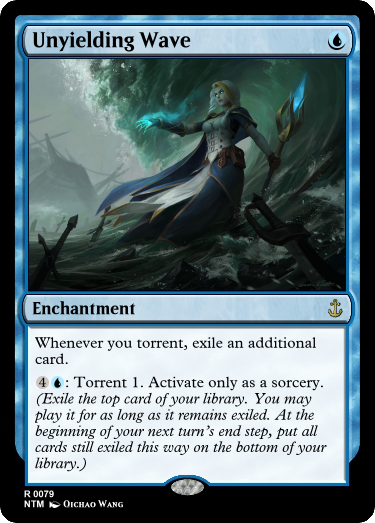 Unyielding Wave
Enchantment
Whenever you torrent, exile an additional
card.
4: Torrent 1. Activate only as a sorcery.
(Exile the top card of your library. You may
play it for as long as it remains exiled. At the
beginning of your next turn's end step, put all
cards still exiled this way on the bottom of your
library.)
R 0079
NTM Oichao Wang